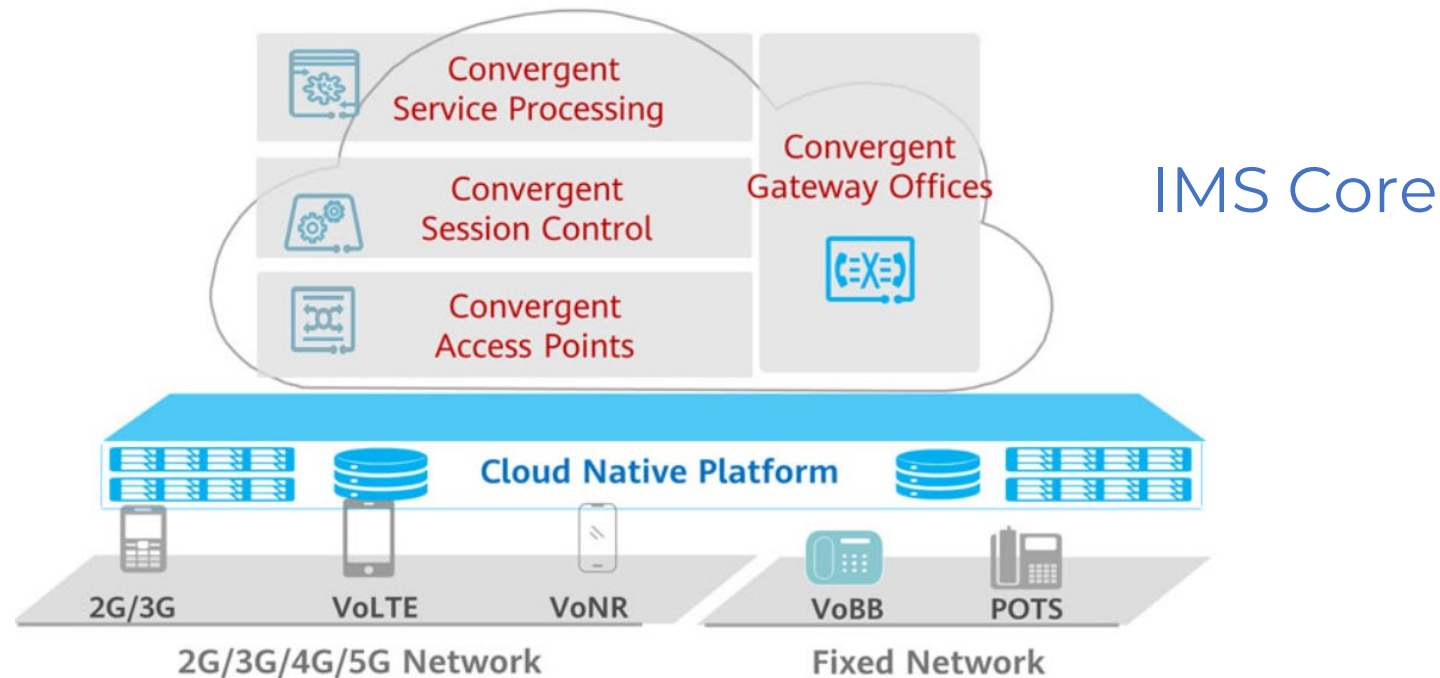 Convergent
Service Processing
Convergent
Gateway Offices
IMS Core
Convergent
Session Control
Convergent
Access Points
Cloud Native Platform
2G/3G
VoLTE
VoNR
VoBB
POTS
2G/3G/4G/5G Network
Fixed Network